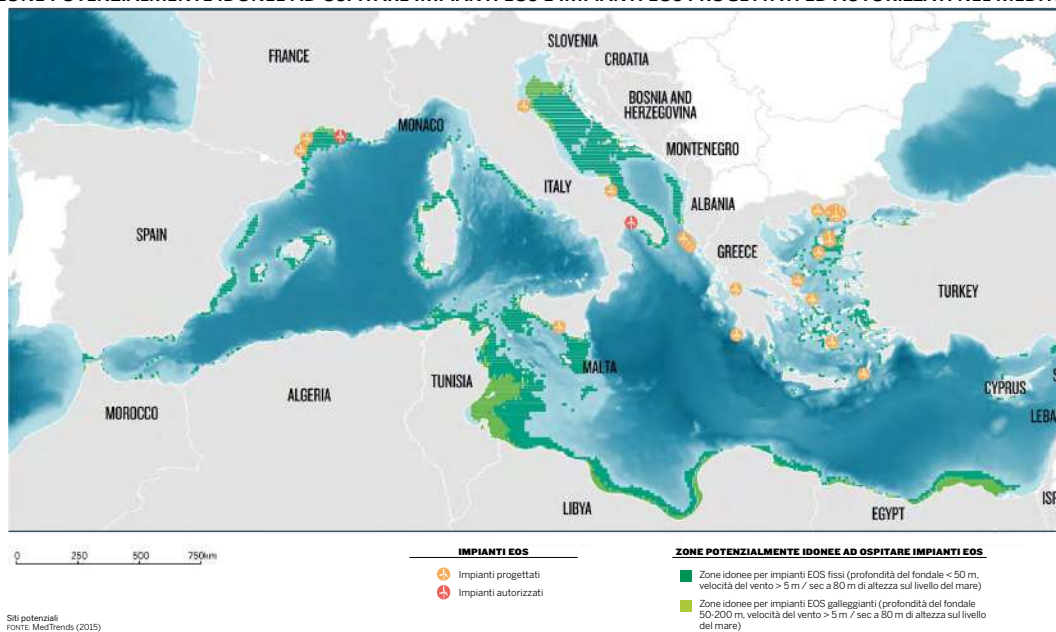 FRANCE
SLOVENIA
CROATIA
BOSNIA AND
HERZEGOVINA
MONACO
MONTENEGRO
ITALY
ALBANIA
SPAIN
GREECE
TURKEY
MALTA
TUNISIA
ALGERIA
CYPRUS
MOROCCO
LEBA
LIBYA
EGYPT
ISR
0 250 500 750km
IMPIANTI EOS
Impianti progettati
Impianti autorizzati
ZONE POTENZIALMENTE IDONEE AD OSPITARE IMPIANTI EOS
Zone idonee per impianti EOS fissi (profondità del fondale < 50 m,
velocità del vento > 5 m / sec a 80 m di altezza sul livello del mare)
Zone idonee per impianti EOS galleggianti (profondità del fondale
50-200 m, velocità del vento > 5 m / sec a 80 m di altezza sul livello
del mare)
Siti potenziali
FONTE: MedTrends (2015)